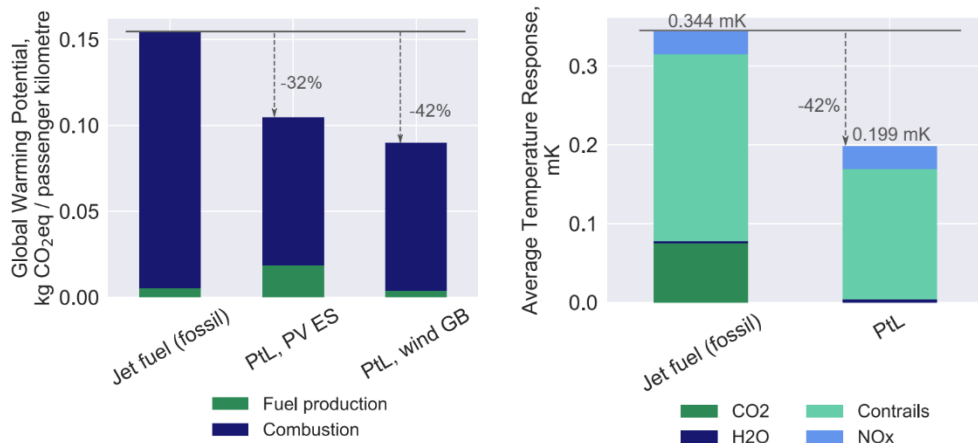 Global Warming Potential,
kg CO₂eq / passenger kilometre
0.15
0.10
0.05
0.00
-32%
-42%
Jet fuel (fossil)
PtL, PV ES
PtL, wind GB
Fuel production
Combustion
Average Temperature Response,
mK
0.3
0.2
0.1
0.0
0.344 mK
-42%
0.199 mK
Jet fuel (fossil)
PtL
CO2
H2O
Contrails
NOx